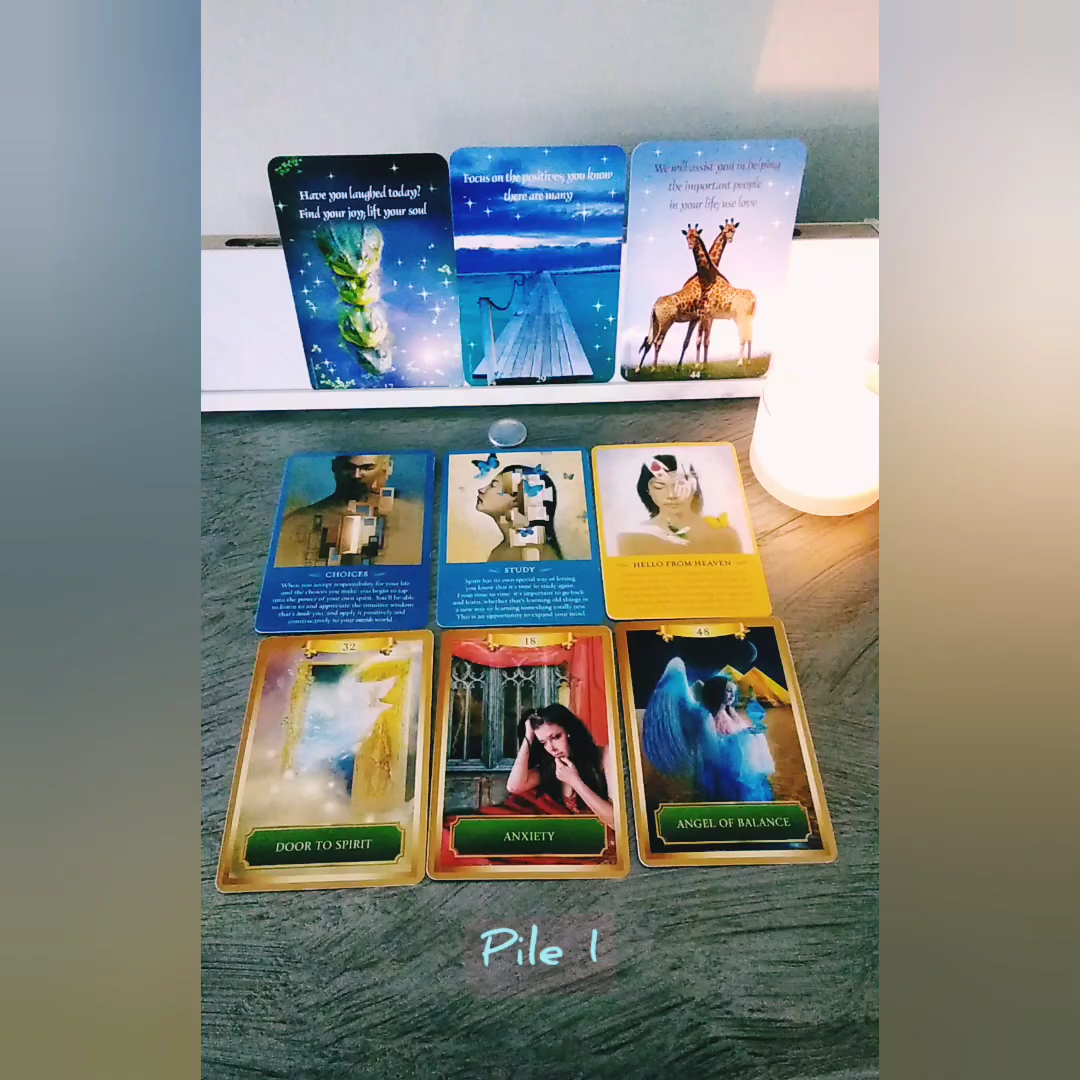 Have you laughed today?
Find your joy, lift your soul
17
Focus on the positives, you know
there are many
29
We will assist you in helping
the important people
in your life, use love
44
CHOICES
When you accept responsibility for your life
and the choices you make, you begin to tap
into the power of your own spirit. You'll be able
to listen to and appreciate the intuitive wisdom
that's inside you, and apply it positively and
constructively to your outside world.
STUDY
Spirit has its own special way of letting
you know that it's time to study again.
From time to time, it's important to go back
and learn, whether that's learning old things in
a new way or learning something totally new.
This is an opportunity to expand your mind.
HELLO FROM HEAVEN
32
DOOR TO SPIRIT
18
ANXIETY
48
ANGEL OF BALANCE
Pile 1